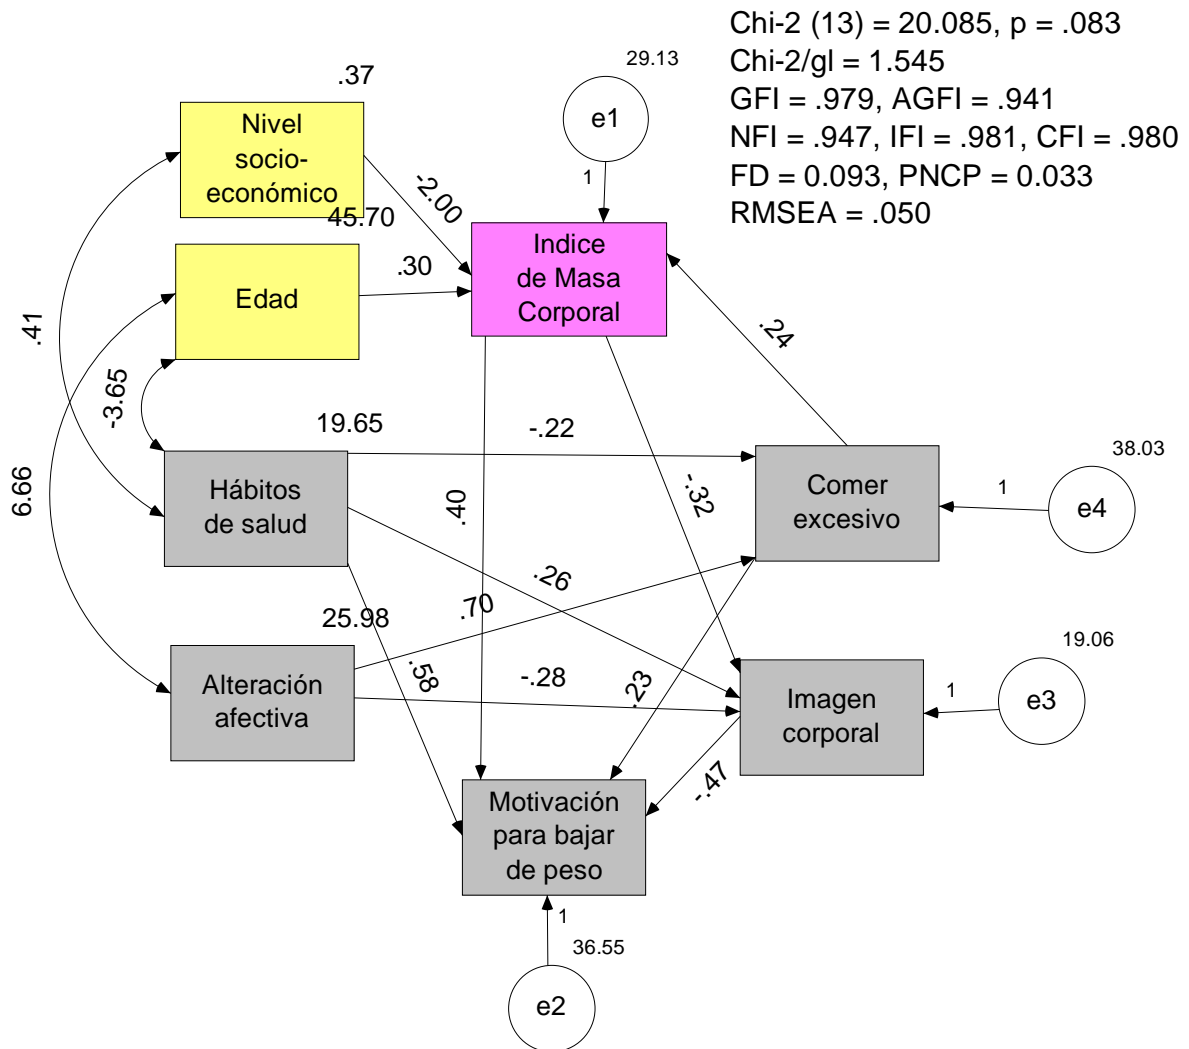 Chi-2 (13) = 20.085, p = .083
Chi-2/gl = 1.545
GFI = .979, AGFI = .941
NFI = .947, IFI = .981, CFI = .980
FD = 0.093, PNCP = 0.033
RMSEA = .050
.37
Nivel
socio-
económico
29.13
e1
1
-2.00
45.70
Edad
.30
Indice
de Masa
Corporal
.41
-3.65
6.66
.24
19.65
-.22
Hábitos
de salud
.40
-.32
Comer
excesivo
38.03
1
e4
.26
.70
25.98
.58
Alteración
afectiva
-.28
.23
Imagen
corporal
19.06
1
e3
-.47
Motivación
para bajar
de peso
1
36.55
e2